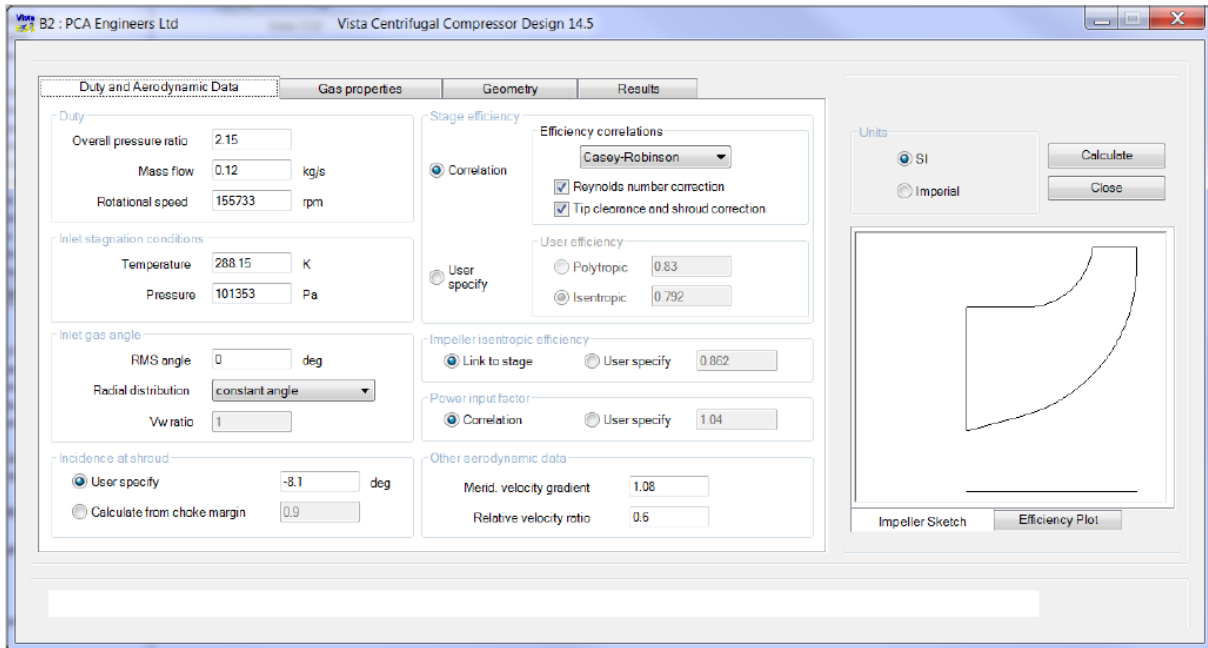 Vista B2 : PCA Engineers Ltd Vista Centrifugal Compressor Design 14.5
Duty and Aerodynamic Data Gas properties Geometry Results
Duty
Overall pressure ratio 2.15
Mass flow 0.12 kg/s
Rotational speed 155733 rpm
Inlet stagnation conditions
Temperature 288.15 K
Pressure 101353 Pa
Inlet gas angle
RMS angle 0 deg
Radial distribution constant angle
Vw ratio 1
Incidence at shroud
User specify -8.1 deg
Calculate from choke margin 0.9
Stage efficiency
Efficiency correlations
Correlation Casey-Robinson
Reynolds number correction
Tip clearance and shroud correction
User efficiency
User specify
Polytropic 0.83
Isentropic 0.792
Impeller isentropic efficiency
Link to stage User specify 0.862
Power input factor
Correlation User specify 1.04
Other aerodynamic data
Merid. velocity gradient 1.08
Relative velocity ratio 0.6
Units
SI
Imperial
Calculate
Close
Impeller Sketch Efficiency Plot